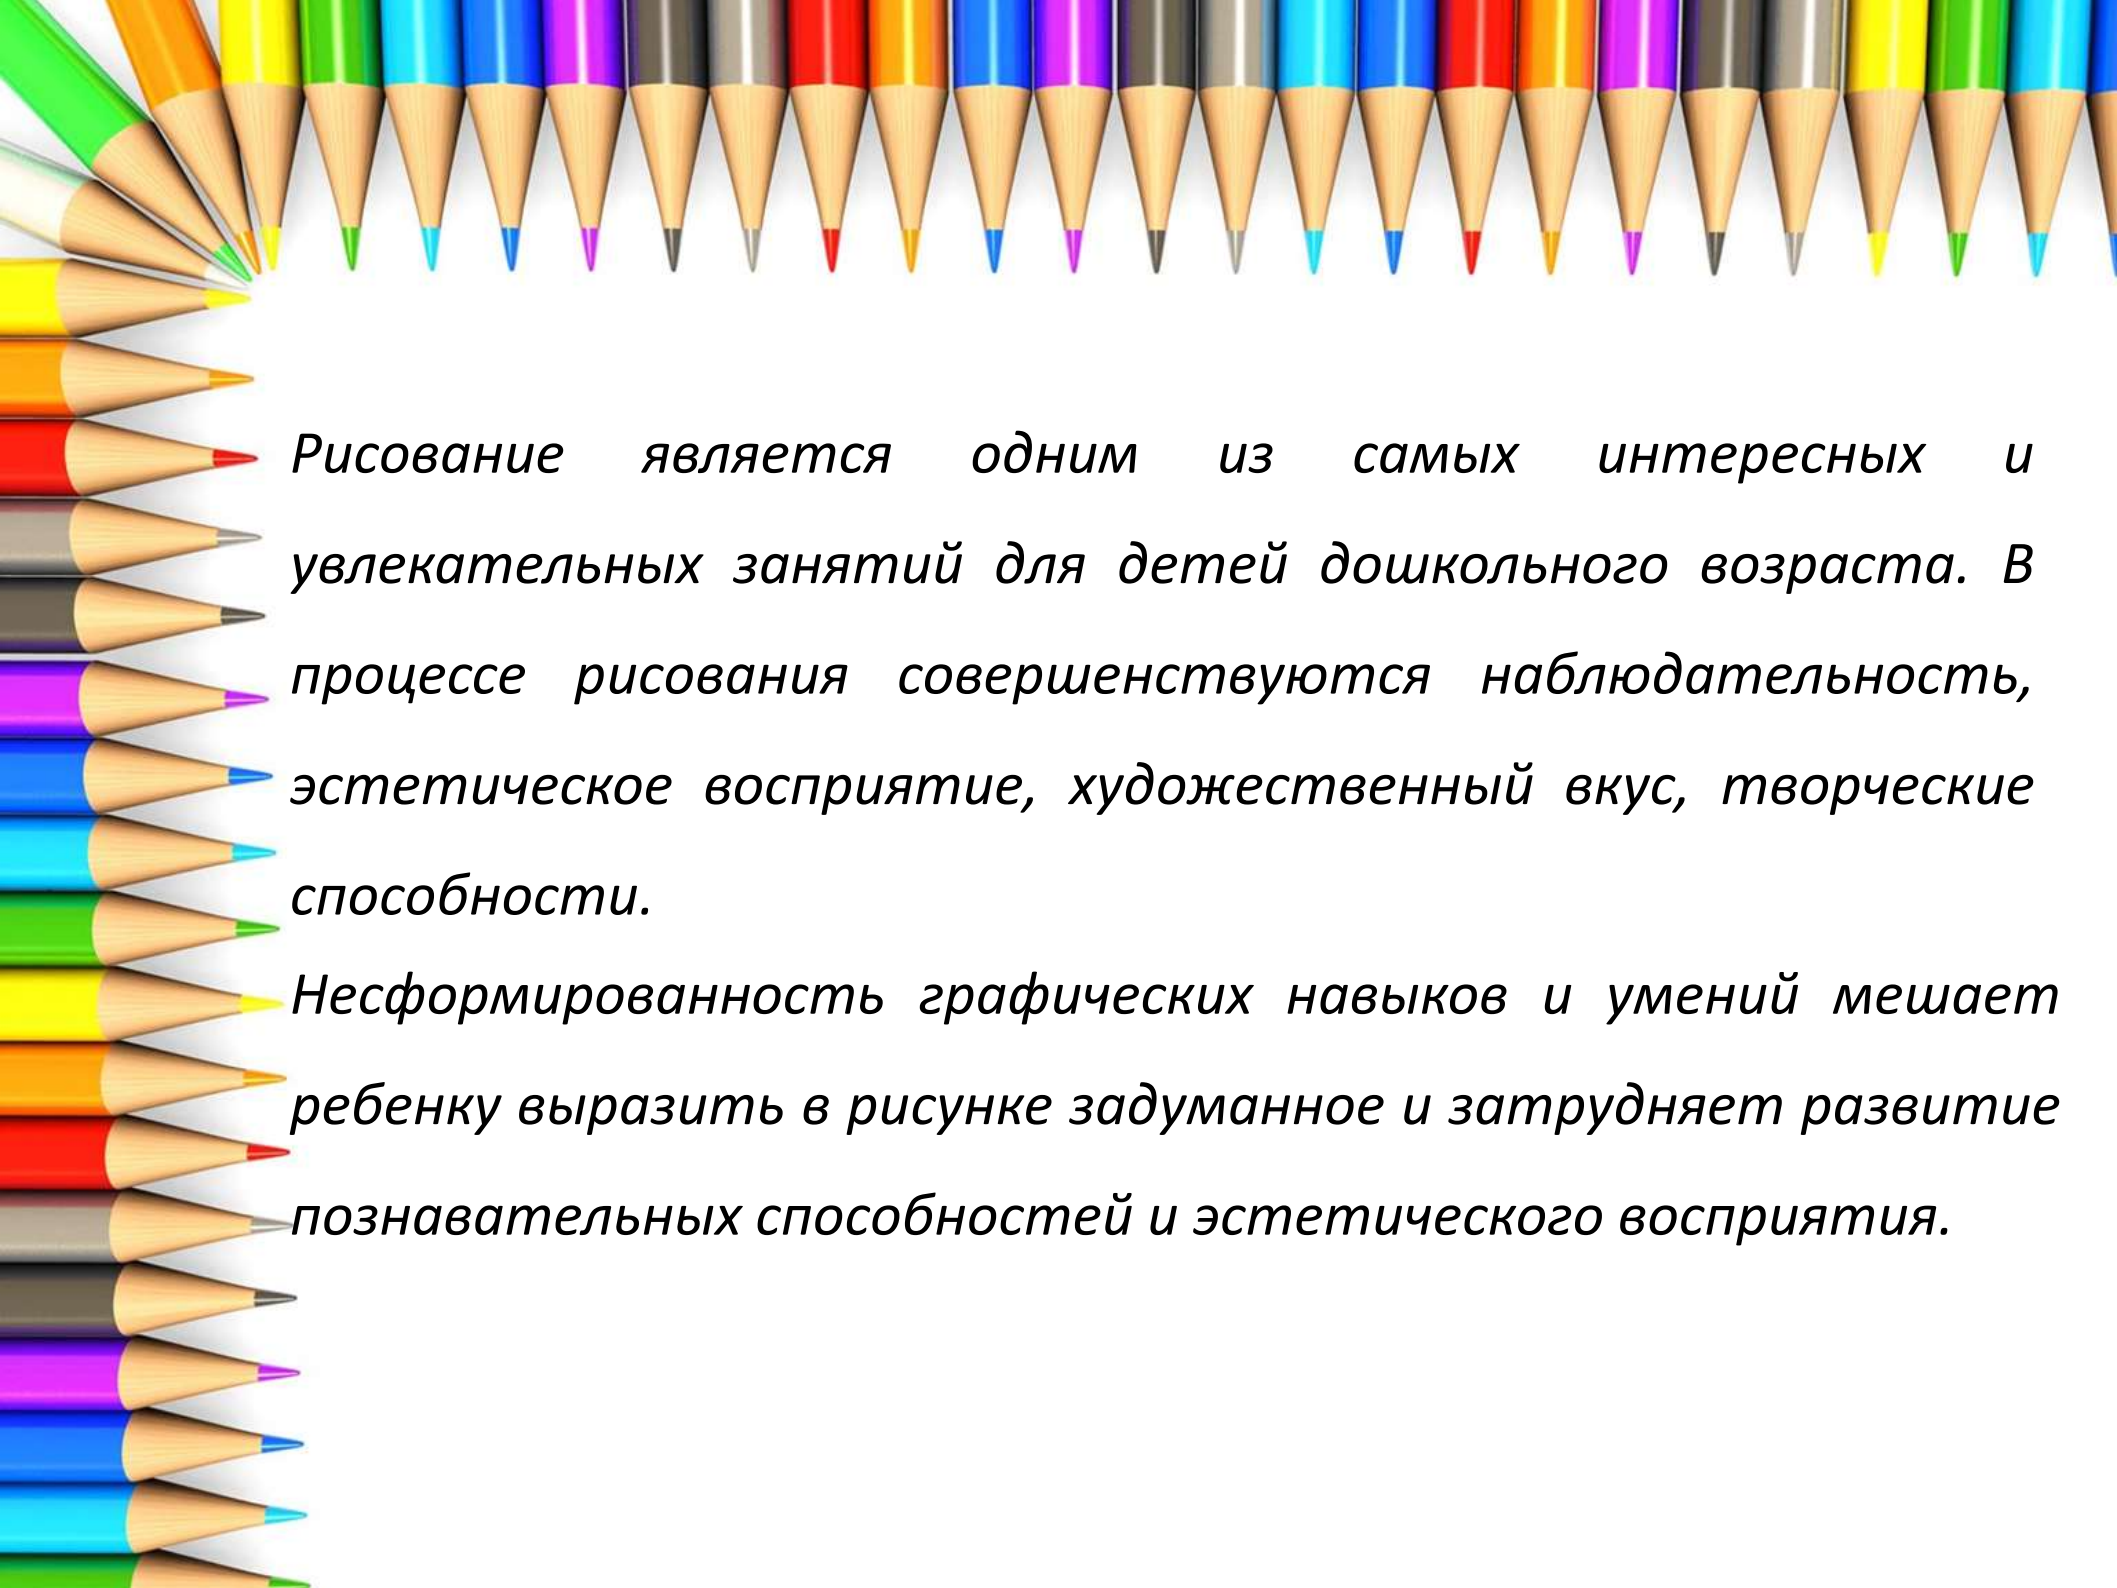 Рисование является одним из самых интересных и
увлекательных занятий для детей дошкольного возраста. В
процессе рисования совершенствуются наблюдательность,
эстетическое восприятие, художественный вкус, творческие
способности.
Несформированность графических навыков и умений мешает
ребенку выразить в рисунке задуманное и затрудняет развитие
познавательных способностей и эстетического восприятия.